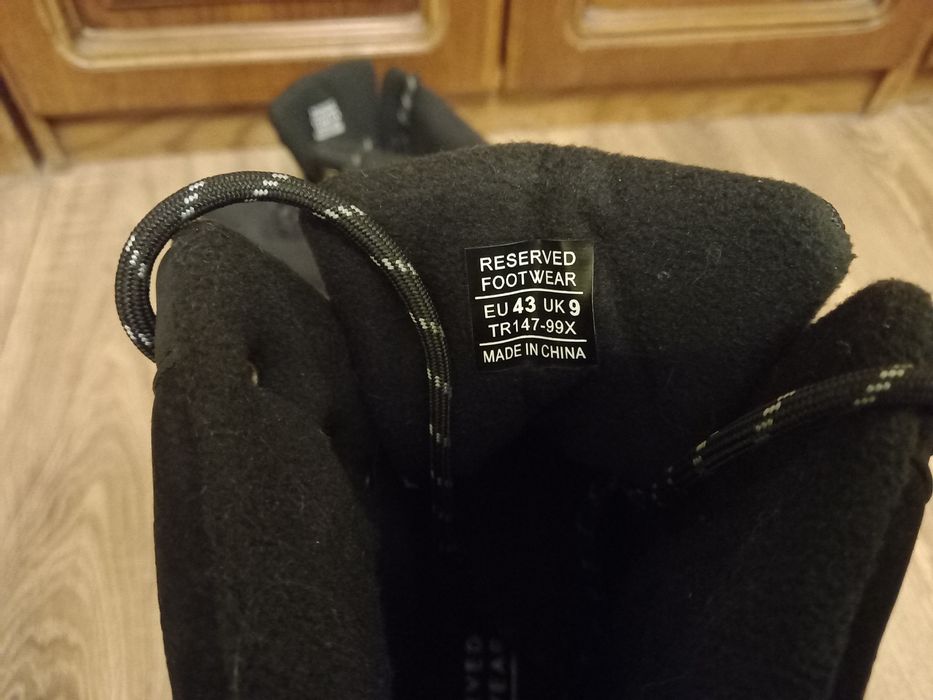 RESERVED
FOOTWEAR
EU 43 UK 9
TR147-99X
MADE IN CHINA